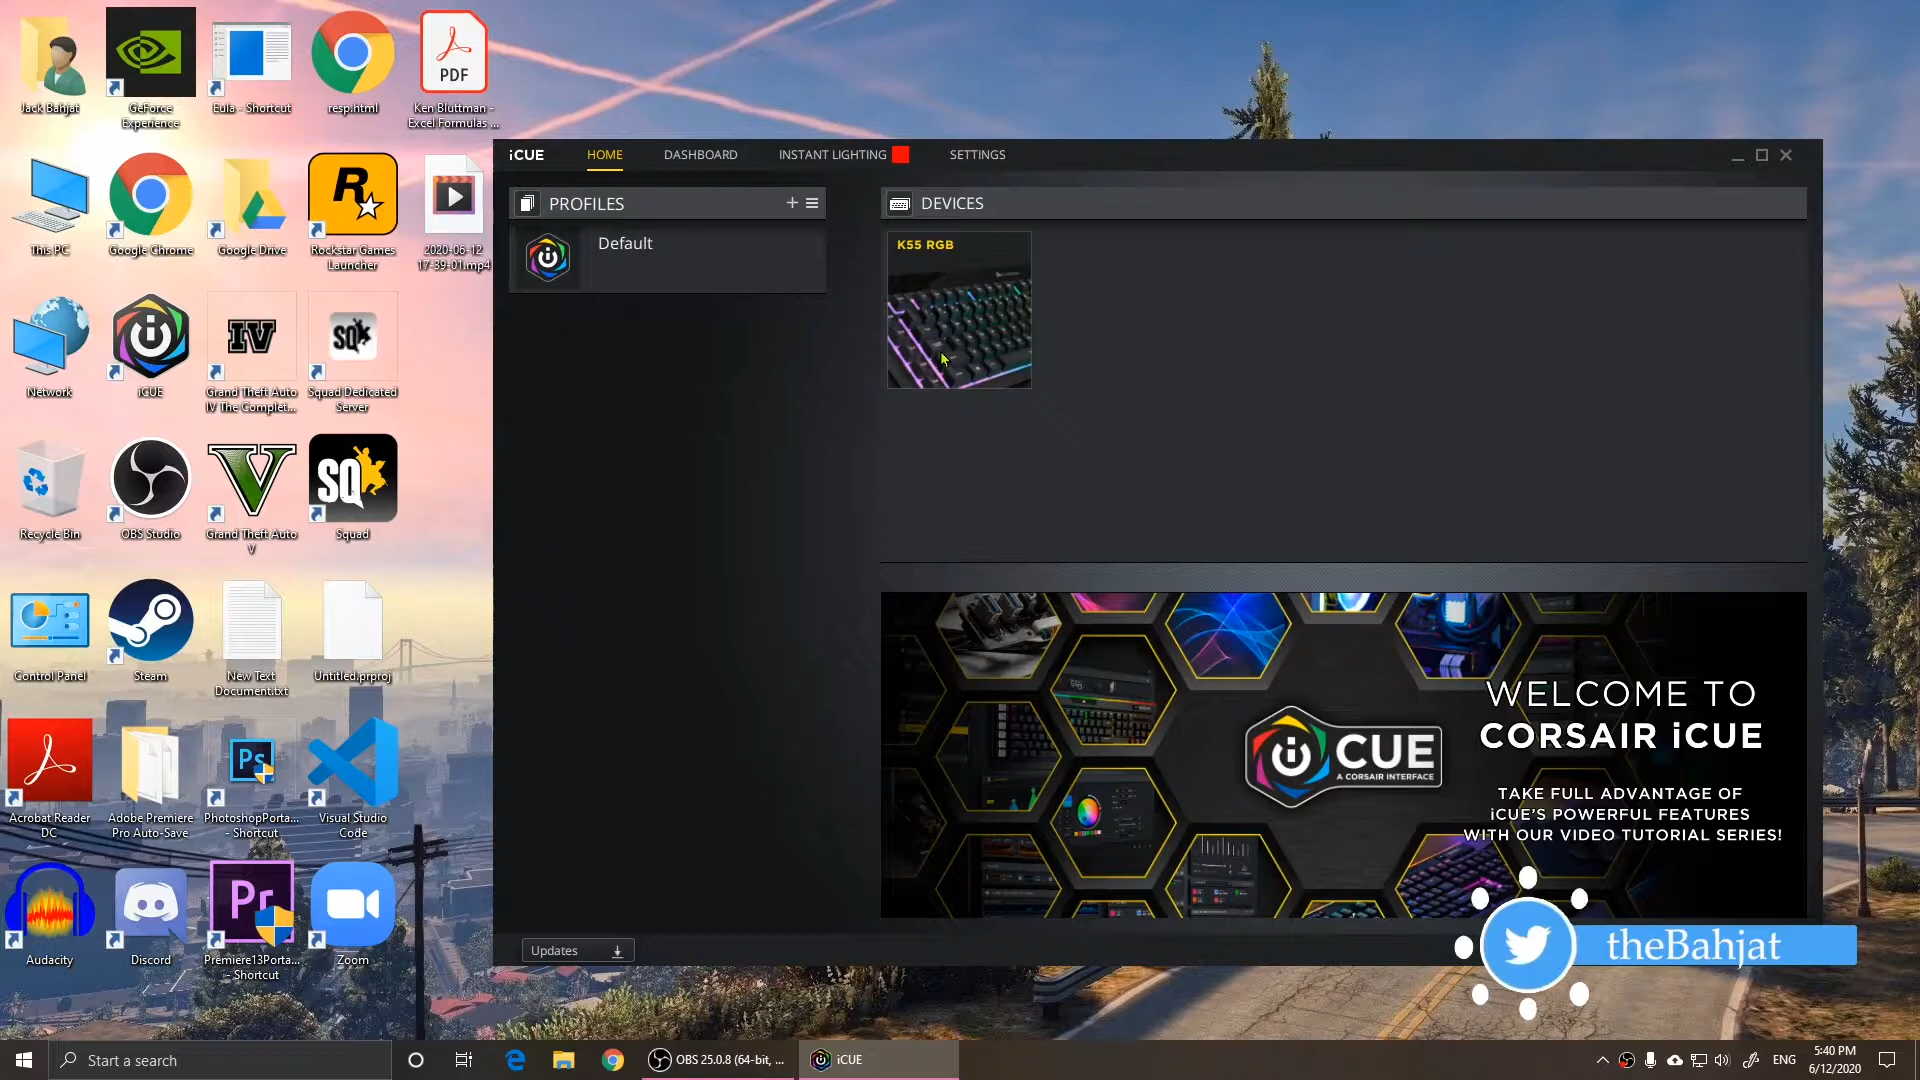 Jack Bahjat
GeForce
Experience
Eula - Shortcut
resp.html
PDF
Ken Bluttman -
Excel Formulas ...
This PC
Google Chrome
Google Drive
R
Rockstar Games
Launcher
2020-06-12
17-39-01.mp4
Network
iCUE
IV
Grand Theft Auto
IV The Complet...
SQ
Squad Dedicated
Server
Recycle Bin
OBS Studio
V
Grand Theft Auto
V
SQ
Squad
Control Panel
Steam
New Text
Document.txt
Untitled.prproj
Acrobat Reader
DC
Adobe Premiere
Pro Auto-Save
Ps
PhotoshopPorta...
- Shortcut
Visual Studio
Code
Audacity
Discord
Pr
Premiere13Porta...
- Shortcut
Zoom
iCUE
HOME
DASHBOARD
INSTANT LIGHTING
SETTINGS
PROFILES
DEVICES
Default
K55 RGB
CUE
A CORSAIR INTERFACE
WELCOME TO
CORSAIR iCUE
TAKE FULL ADVANTAGE OF
iCUE'S POWERFUL FEATURES
WITH OUR VIDEO TUTORIAL SERIES!
Updates
theBahjat
Start a search
OBS 25.0.8 (64-bit, ...
iCUE
ENG
5:40 PM
6/12/2020